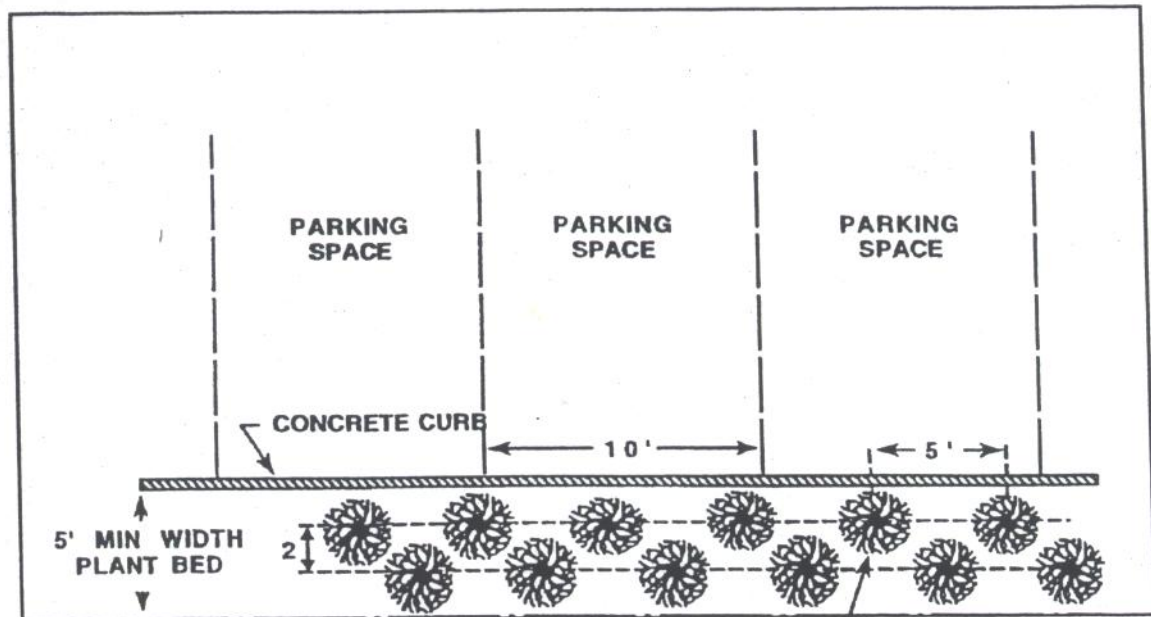 PARKING
SPACE
PARKING
SPACE
PARKING
SPACE
CONCRETE CURB
10'
5'
5' MIN WIDTH
PLANT BED
2